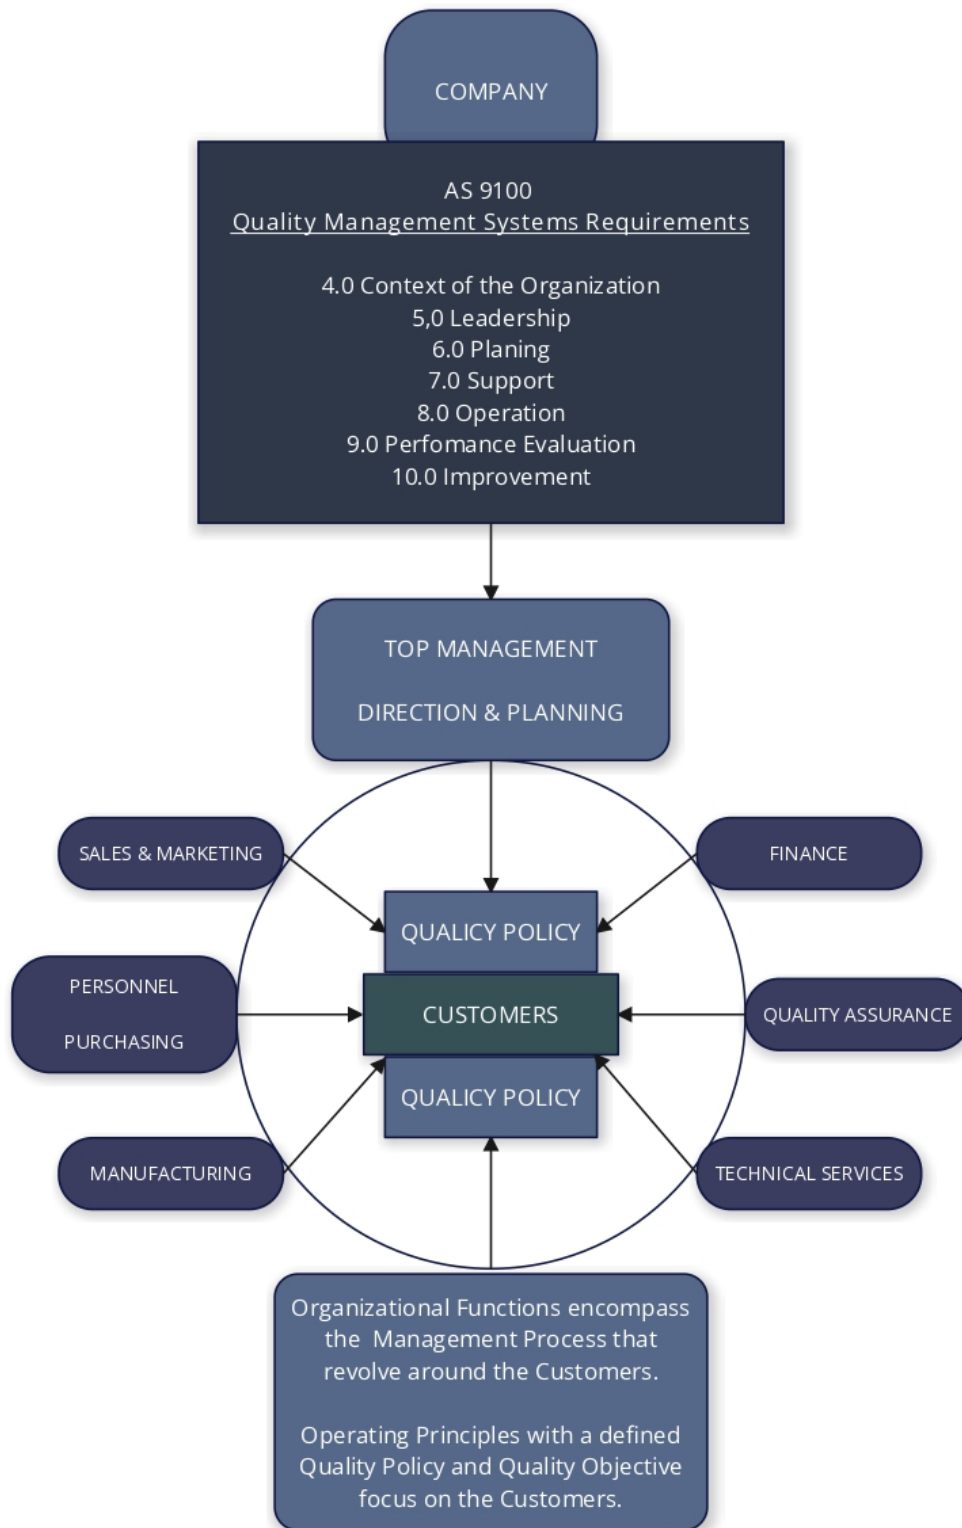 COMPANY
AS 9100
Quality Management Systems Requirements
4.0 Context of the Organization
5,0 Leadership
6.0 Planing
7.0 Support
8.0 Operation
9.0 Perfomance Evaluation
10.0 Improvement
TOP MANAGEMENT
DIRECTION & PLANNING
SALES & MARKETING
FINANCE
QUALICY POLICY
PERSONNEL
PURCHASING
CUSTOMERS
QUALITY ASSURANCE
QUALICY POLICY
MANUFACTURING
TECHNICAL SERVICES
Organizational Functions encompass
the  Management Process that
revolve around the Customers.
Operating Principles with a defined
Quality Policy and Quality Objective
focus on the Customers.